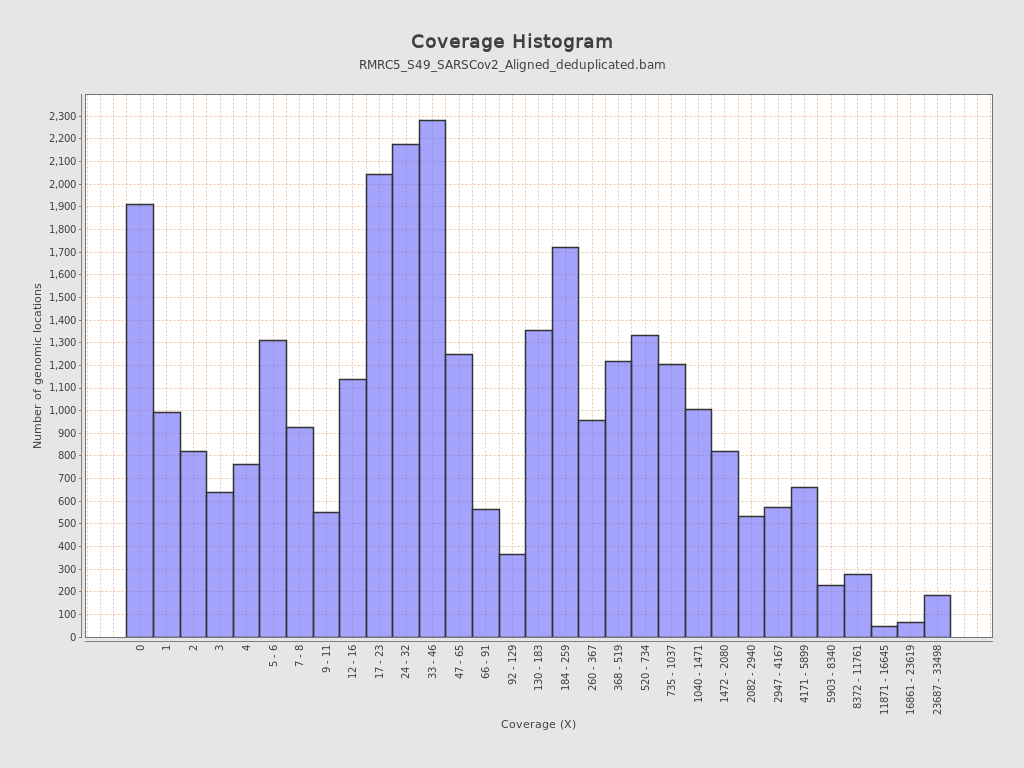 Coverage Histogram
RMRC5_S49_SARSCov2_Aligned_deduplicated.bam
Number of genomic locations
2,300
2,200
2,100
2,000
1,900
1,800
1,700
1,600
1,500
1,400
1,300
1,200
1,100
1,000
900
800
700
600
500
400
300
200
100
0
0
1
2
3
4
5 - 6
7 - 8
9 - 11
12 - 16
17 - 23
24 - 32
33 - 46
47 - 65
66 - 91
92 - 129
130 - 183
184 - 259
260 - 367
368 - 519
520 - 734
735 - 1037
1040 - 1471
1472 - 2080
2082 - 2940
2947 - 4167
4171 - 5899
5903 - 8340
8372 - 11761
11871 - 16645
16861 - 23619
23687 - 33498
Coverage (X)